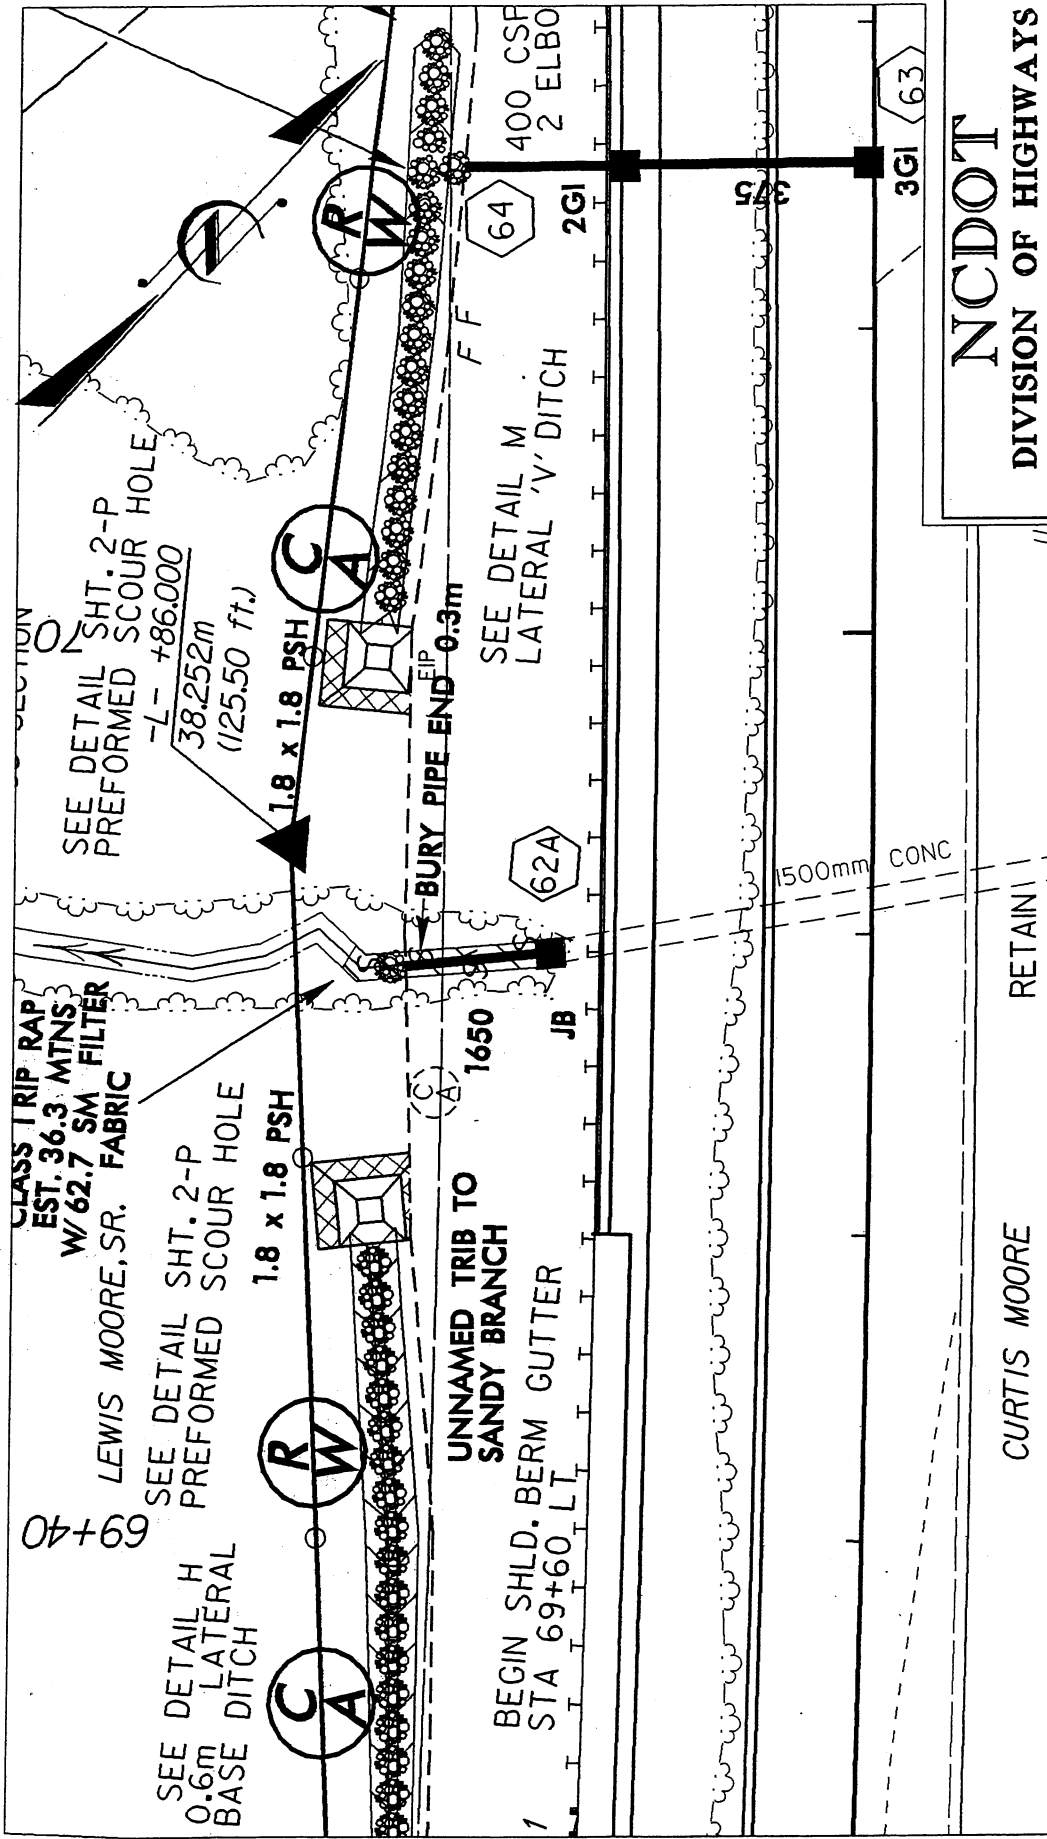 SEE DETAIL H
0.6m LATERAL
BASE DITCH
69+40
LEWIS MOORE, SR.
SEE DETAIL SHT. 2-P
PREFORMED SCOUR HOLE
1.8 x 1.8 PSH
CLASS I RIP RAP
EST. 36.3 MTNS
W/ 62.7 SM FILTER
FABRIC
70
SEE DETAIL SHT. 2-P
PREFORMED SCOUR HOLE
-L- +86.000
38.252m
(125.50 ft.)
1.8 x 1.8 PSH
C
A
R
W
C
A
R
W
C
A
UNNAMED TRIB TO
SANDY BRANCH
1650
JB
S
S
S
BURY PIPE END 0.3m
EIP
62A
SEE DETAIL M
LATERAL 'V' DITCH
F F
64
400 CSP
2 ELBO
2GI
375
3GI
63
1
BEGIN SHLD. BERM GUTTER
STA 69+60 LT
1500mm CONC
RETAIN
CURTIS MOORE
NCDOT
DIVISION OF HIGHWAYS